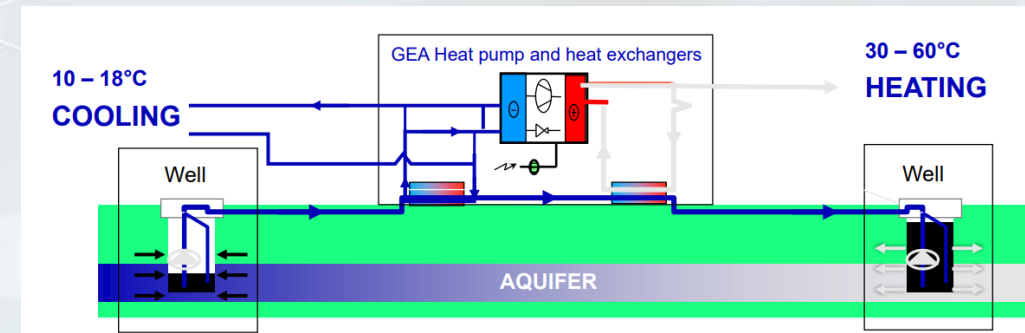 GEA Heat pump and heat exchangers
10 – 18°C
COOLING
30 – 60°C
HEATING
Well
Well
AQUIFER